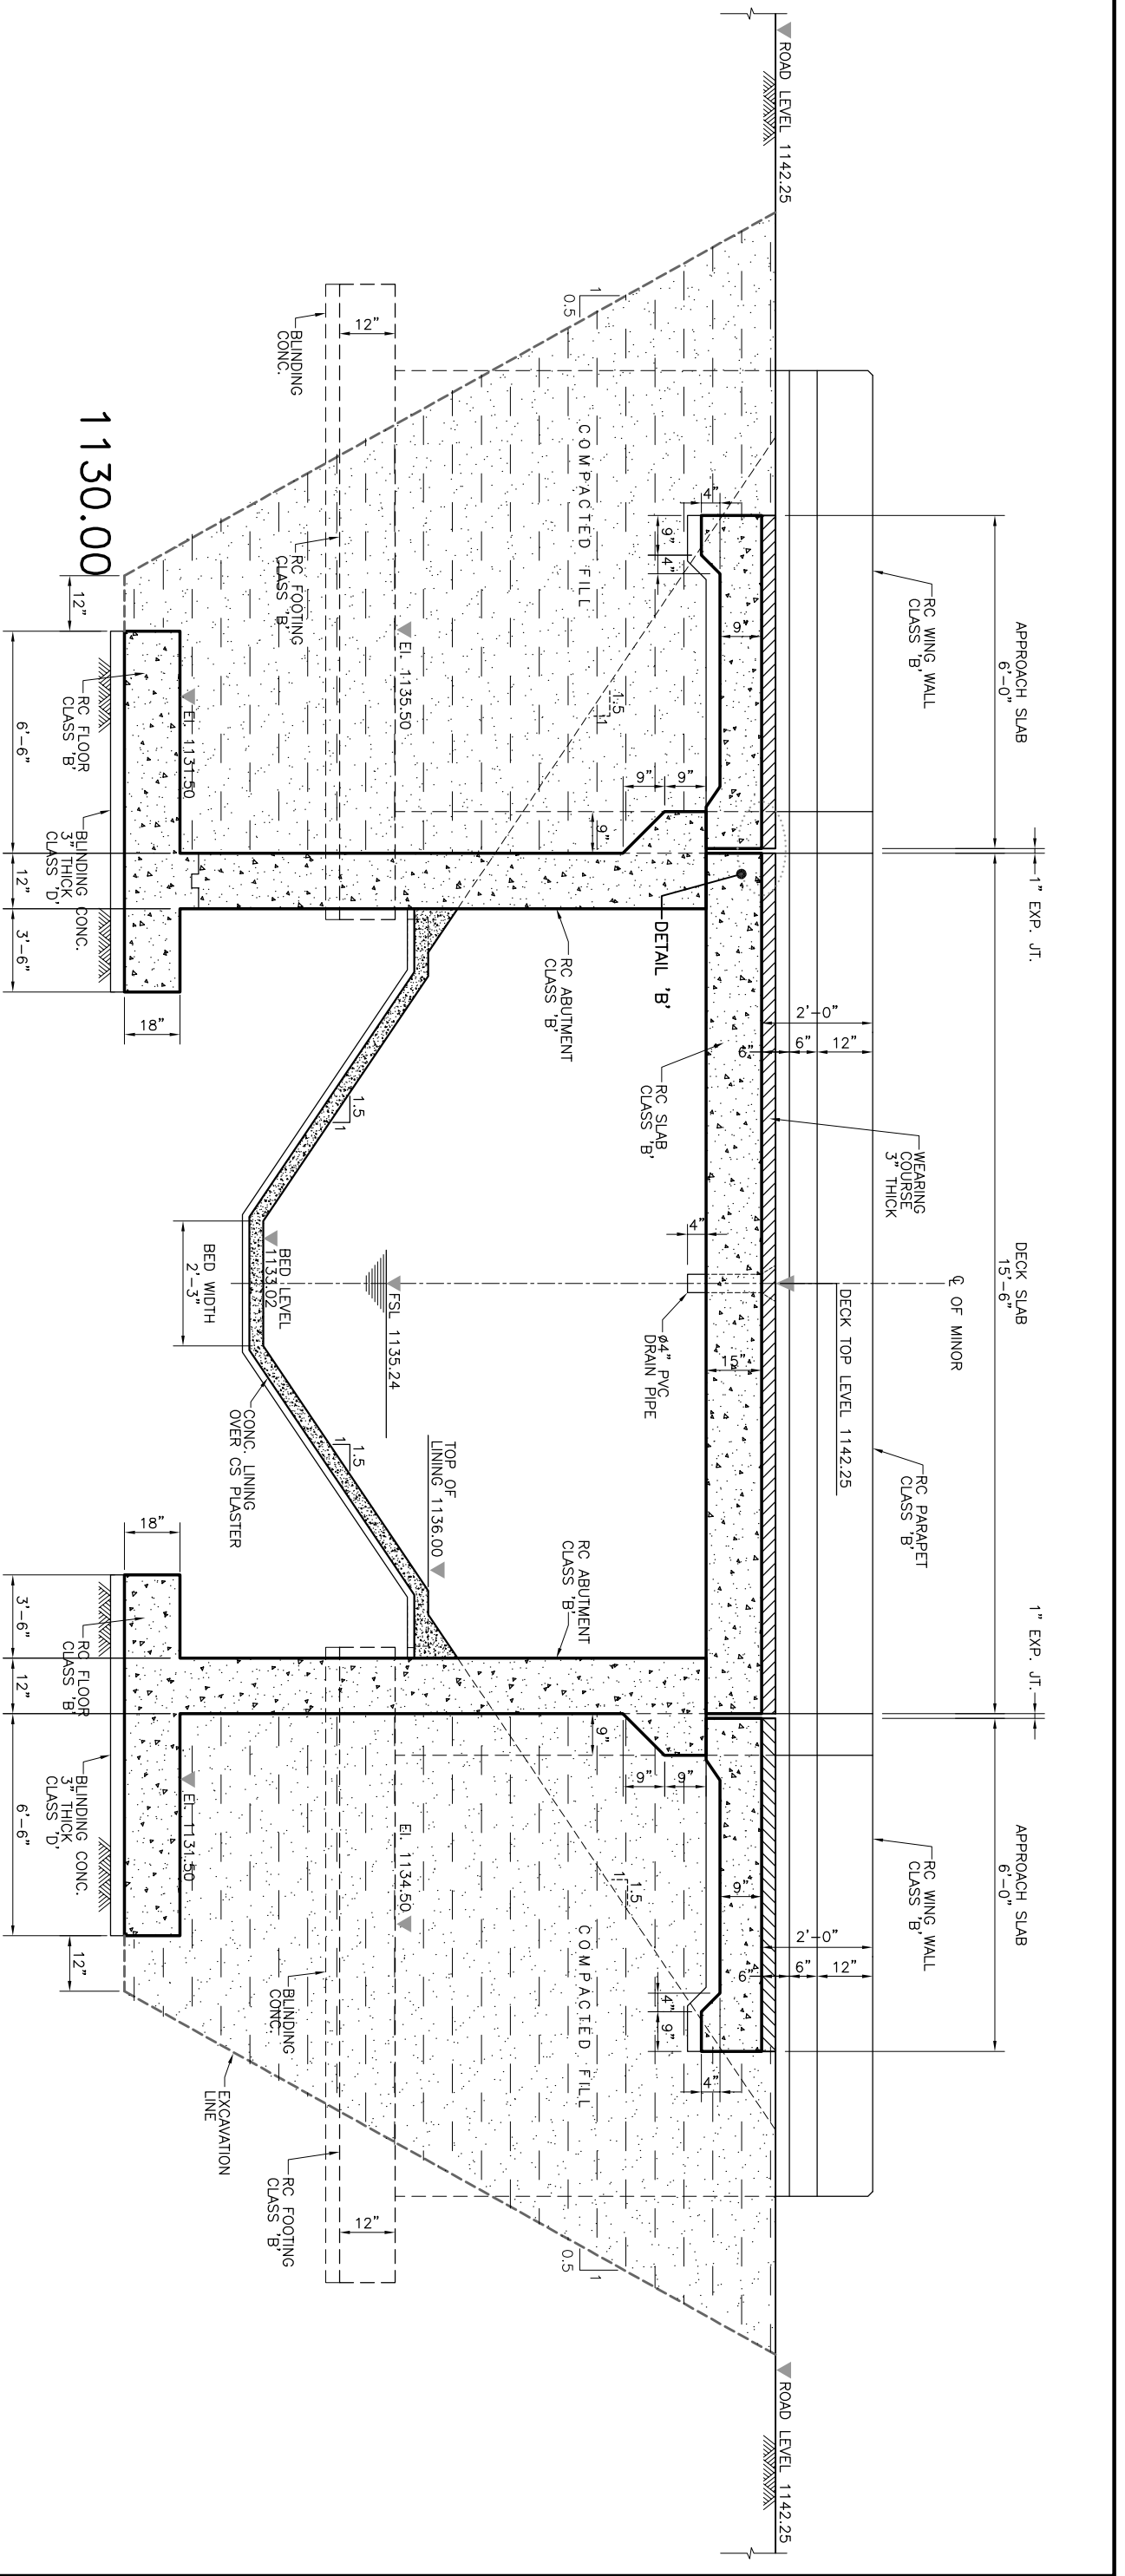 APPROACH SLAB
6'-0"
1" EXP. JT.
DECK SLAB
15'-6"
1" EXP. JT.
APPROACH SLAB
6'-0"
℄ OF MINOR
RC WING WALL
CLASS 'B'
WEARING
COURSE
3" THICK
RC PARAPET
CLASS 'B'
RC WING WALL
CLASS 'B'
12"
6"
2'-0"
6"
12"
6"
2'-0"
6"
DECK TOP LEVEL 1142.25
ROAD LEVEL 1142.25
ROAD LEVEL 1142.25
4"
9"
4"
9"
9"
9"
9"
DETAIL 'B'
RC SLAB
CLASS 'B'
4"
Ø4" PVC
DRAIN PIPE
15"
9"
9"
9"
9"
4"
9"
4"
1
0.5
COMPACTED FILL
1.5
1
RC ABUTMENT
CLASS 'B'
RC ABUTMENT
CLASS 'B'
1.5
1
COMPACTED FILL
1
0.5
El. 1135.50
TOP OF
LINING 1136.00
El. 1134.50
FSL 1135.24
12"
12"
1.5
1
1.5
1
BLINDING
CONC.
RC FOOTING
CLASS 'B'
BED LEVEL
1133.02
BED WIDTH
2'-3"
CONC. LINING
OVER CS PLASTER
BLINDING
CONC.
RC FOOTING
CLASS 'B'
EXCAVATION
LINE
El. 1131.50
El. 1131.50
18"
18"
1130.00
12"
RC FLOOR
CLASS 'B'
BLINDING CONC.
3" THICK
CLASS 'D'
RC FLOOR
CLASS 'B'
BLINDING CONC.
3" THICK
CLASS 'D'
12"
6'-6"
12"
3'-6"
3'-6"
12"
6'-6"